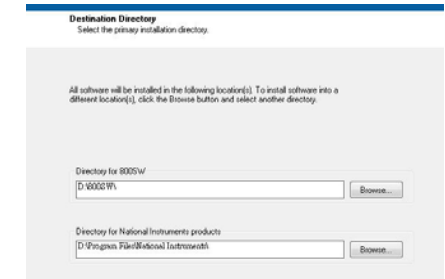 Destination Directory
Select the primary installation directory.
All software will be installed in the following location(s). To install software into a
different location(s), click the Browse button and select another directory.
Directory for 800SW
D:\800SW\
Browse...
Directory for National Instruments products
D:\Program Files\National Instruments\
Browse...